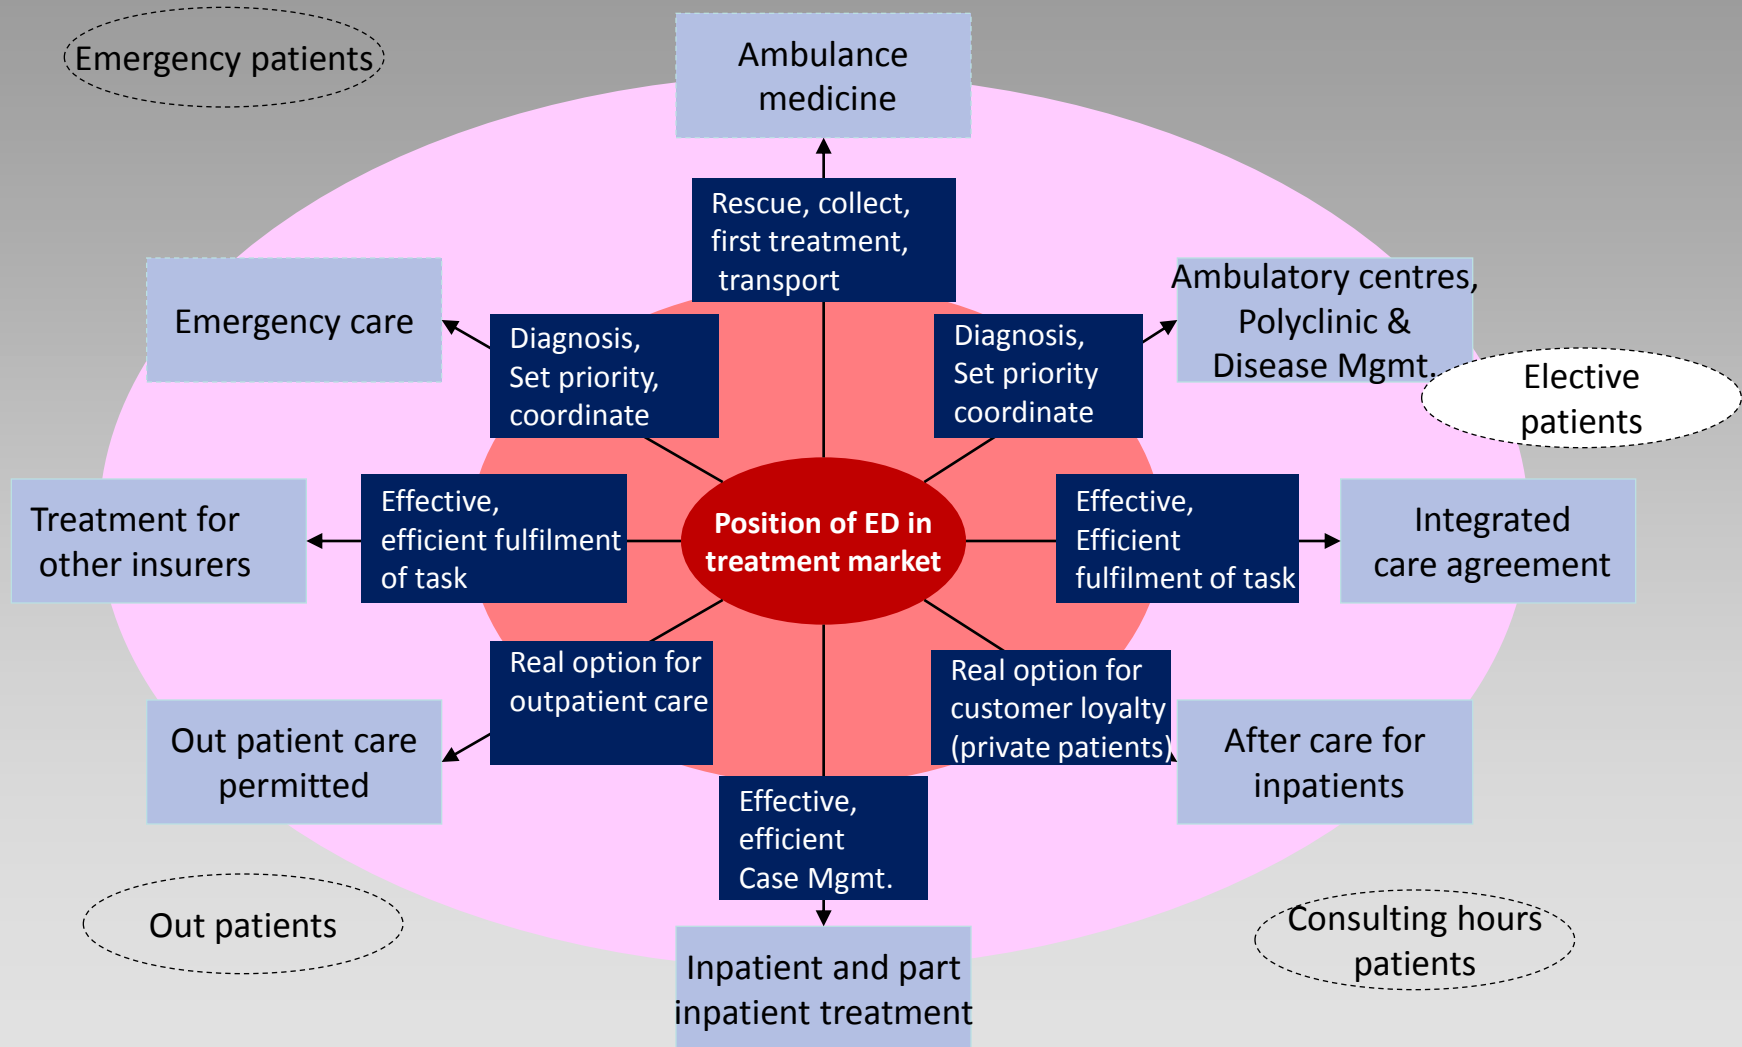 Emergency patients
Ambulance
medicine
Rescue, collect,
first treatment,
transport
Emergency care
Diagnosis,
Set priority,
coordinate
Diagnosis,
Set priority
coordinate
Ambulatory centres,
Polyclinic &
Disease Mgmt.
Elective
patients
Treatment for
other insurers
Effective,
efficient fulfilment
of task
Position of ED in
treatment market
Effective,
Efficient
fulfilment of task
Integrated
care agreement
Out patient care
permitted
Real option for
outpatient care
Real option for
customer loyalty
(private patients)
After care for
inpatients
Effective,
efficient
Case Mgmt.
Out patients
Inpatient and part
inpatient treatment
Consulting hours
patients